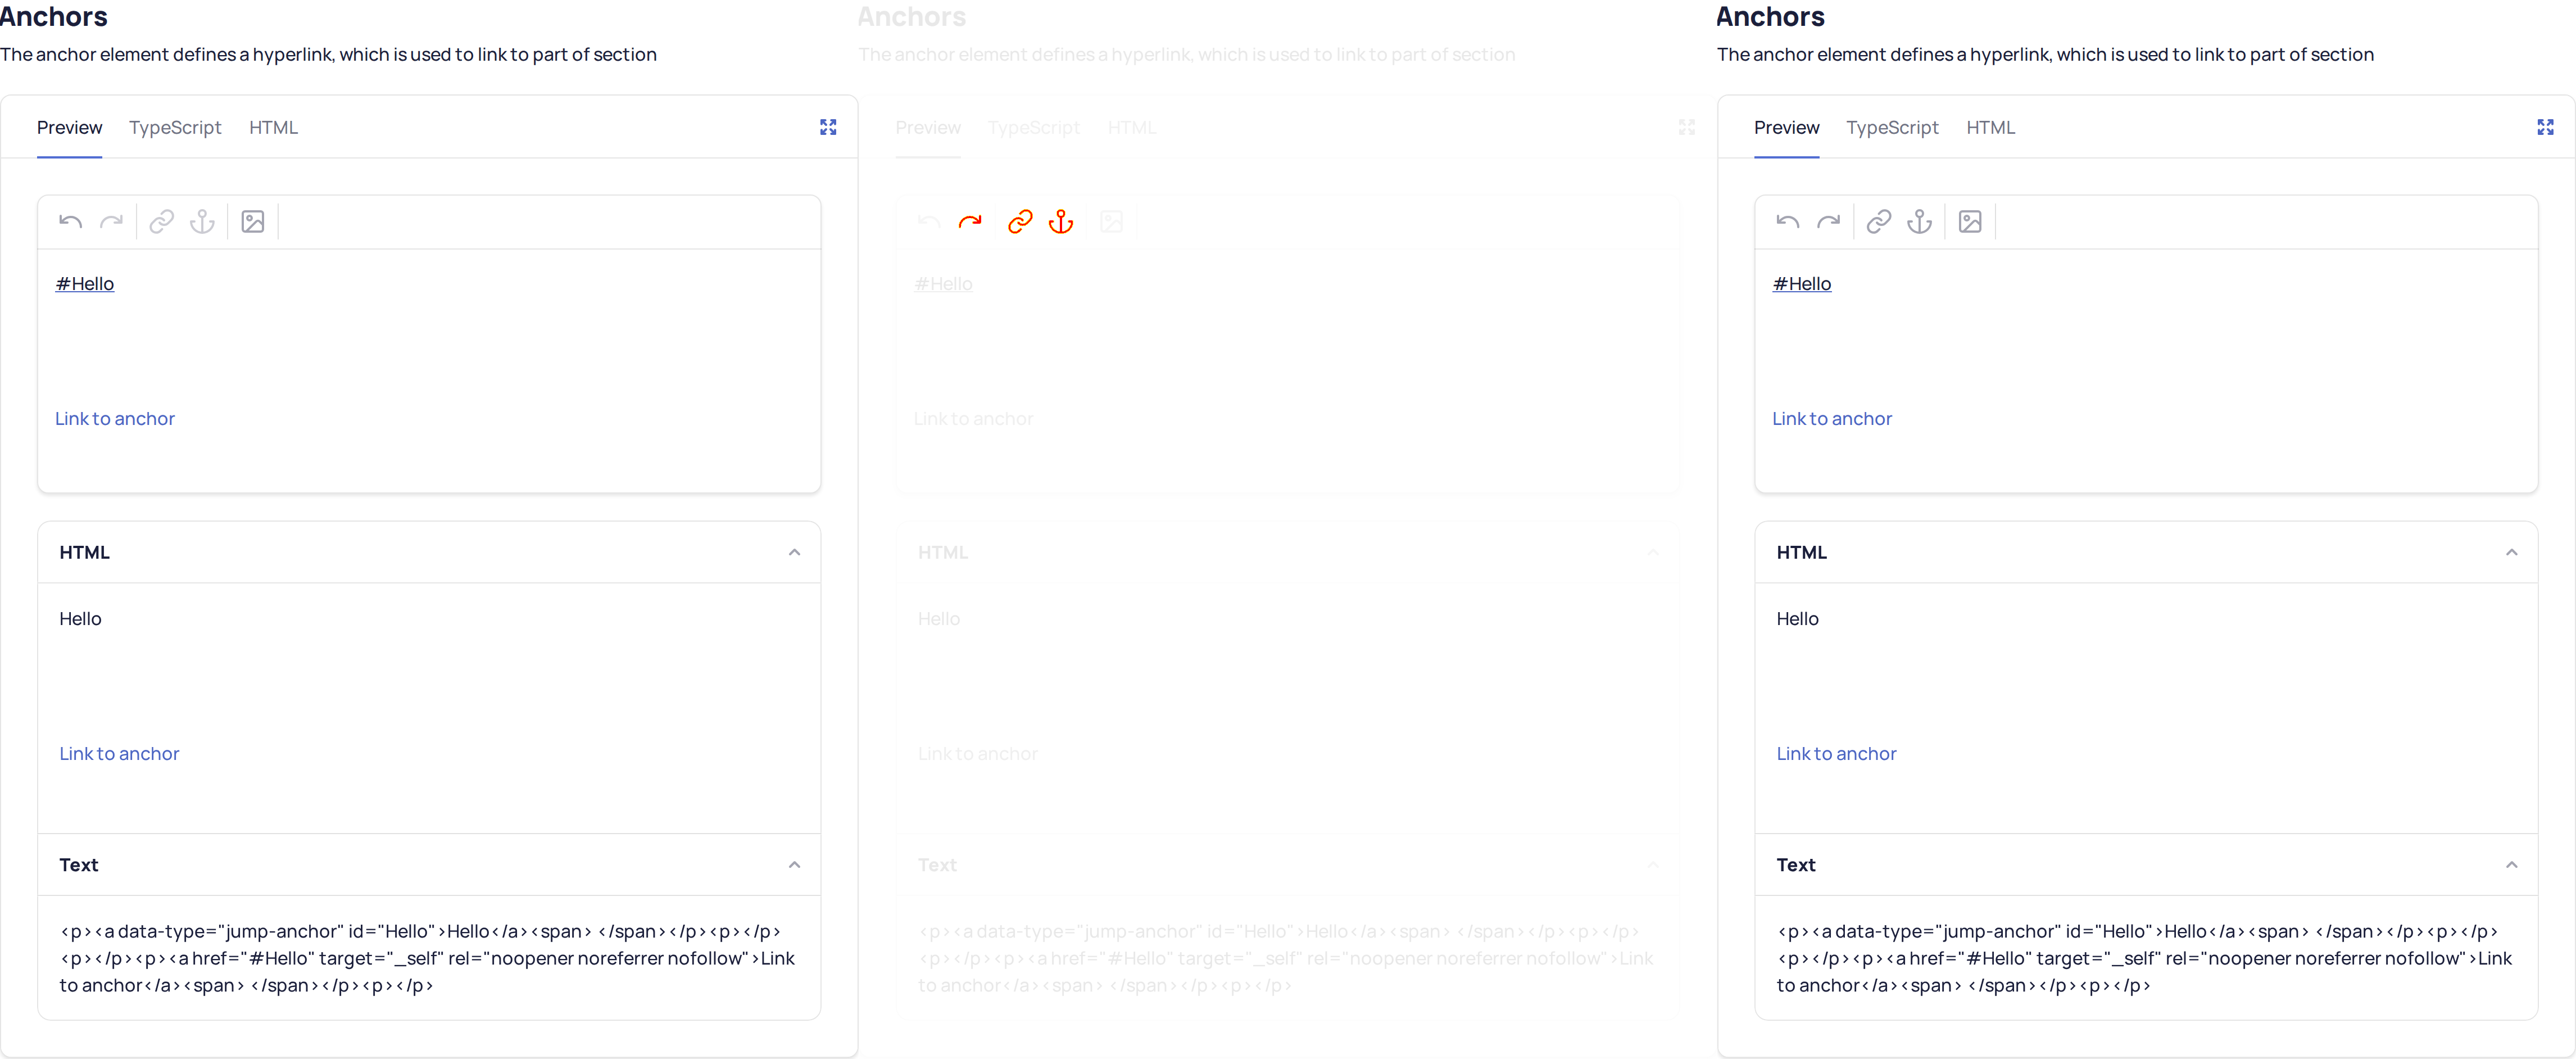 Anchors
The anchor element defines a hyperlink, which is used to link to part of section
Preview TypeScript HTML
#Hello
Link to anchor
HTML
Hello
Link to anchor
Text
<p><a data-type="jump-anchor" id="Hello">Hello</a><span> </span></p><p></p>
<p></p><p><a href="#Hello" target="_self" rel="noopener noreferrer nofollow">Link
to anchor</a><span> </span></p><p></p>
Anchors
The anchor element defines a hyperlink, which is used to link to part of section
Preview TypeScript HTML
#Hello
Link to anchor
HTML
Hello
Link to anchor
Text
<p><a data-type="jump-anchor" id="Hello">Hello</a><span> </span></p><p></p>
<p></p><p><a href="#Hello" target="_self" rel="noopener noreferrer nofollow">Link
to anchor</a><span> </span></p><p></p>
Anchors
The anchor element defines a hyperlink, which is used to link to part of section
Preview TypeScript HTML
#Hello
Link to anchor
HTML
Hello
Link to anchor
Text
<p><a data-type="jump-anchor" id="Hello">Hello</a><span> </span></p><p></p>
<p></p><p><a href="#Hello" target="_self" rel="noopener noreferrer nofollow">Link
to anchor</a><span> </span></p><p></p>